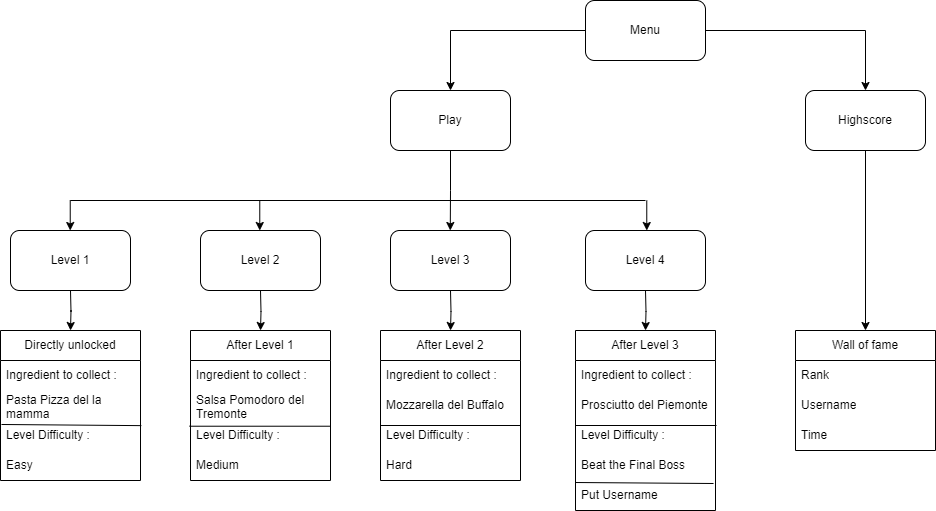 Menu
Play
Highscore
Level 1
Level 2
Level 3
Level 4
Directly unlocked
Ingredient to collect :
Pasta Pizza del la
mamma
Level Difficulty :
Easy
After Level 1
Ingredient to collect :
Salsa Pomodoro del
Tremonte
Level Difficulty :
Medium
After Level 2
Ingredient to collect :
Mozzarella del Buffalo
Level Difficulty :
Hard
After Level 3
Ingredient to collect :
Prosciutto del Piemonte
Level Difficulty :
Beat the Final Boss
Put Username
Wall of fame
Rank
Username
Time